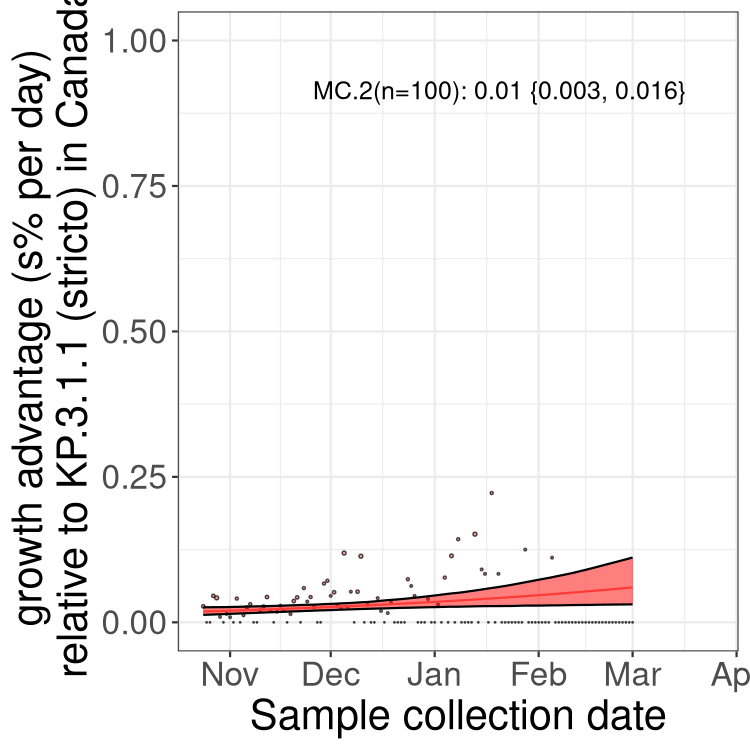 growth advantage (s% per day)
relative to KP.3.1.1 (stricto) in Canada
1.00
0.75
0.50
0.25
0.00
MC.2(n=100): 0.01 {0.003, 0.016}
Nov Dec Jan Feb Mar Ap
Sample collection date